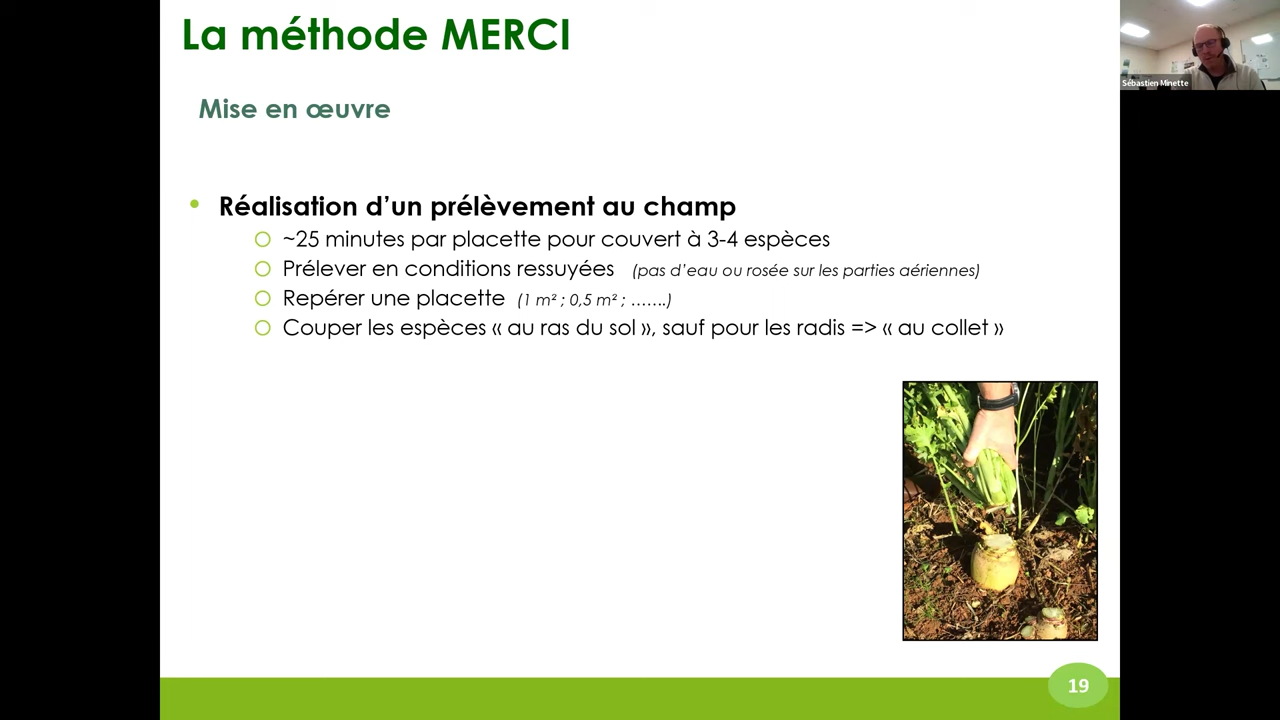 La méthode MERCI
Sébastien Minette
Mise en œuvre
• Réalisation d’un prélèvement au champ
~25 minutes par placette pour couvert à 3-4 espèces
Prélever en conditions ressuyées (pas d’eau ou rosée sur les parties aériennes)
Repérer une placette (1 m² ; 0,5 m² ; …….)
Couper les espèces « au ras du sol », sauf pour les radis => « au collet »
19